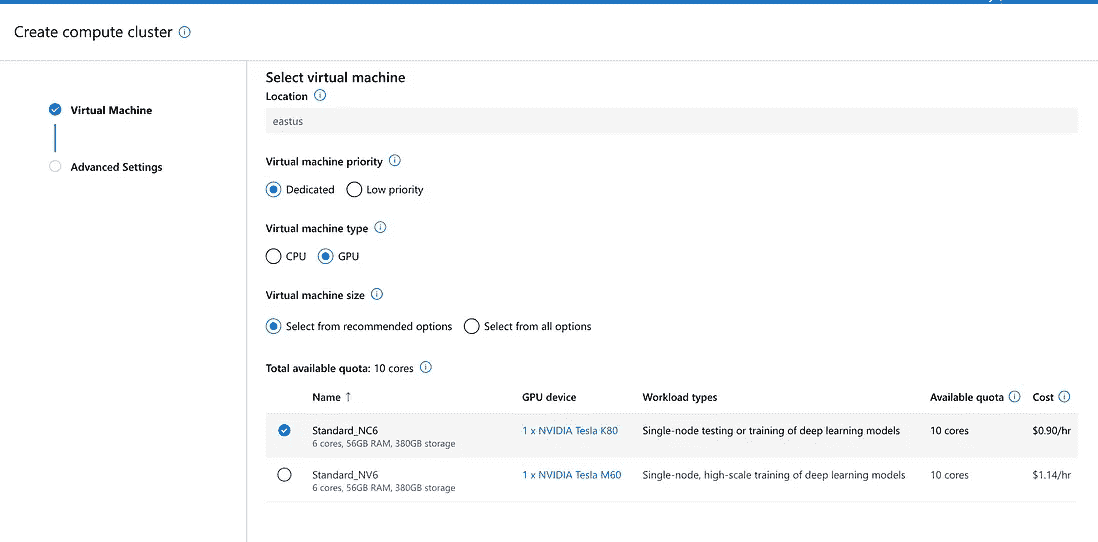 Create compute cluster
Virtual Machine
Advanced Settings
Select virtual machine
Location
eastus
Virtual machine priority
Dedicated Low priority
Virtual machine type
CPU GPU
Virtual machine size
Select from recommended options Select from all options
Total available quota: 10 cores
Name ↑ GPU device Workload types Available quota Cost
Standard_NC6 1 x NVIDIA Tesla K80 Single-node testing or training of deep learning models 10 cores $0.90/hr
6 cores, 56GB RAM, 380GB storage
Standard_NV6 1 x NVIDIA Tesla M60 Single-node, high-scale training of deep learning models 10 cores $1.14/hr
6 cores, 56GB RAM, 380GB storage